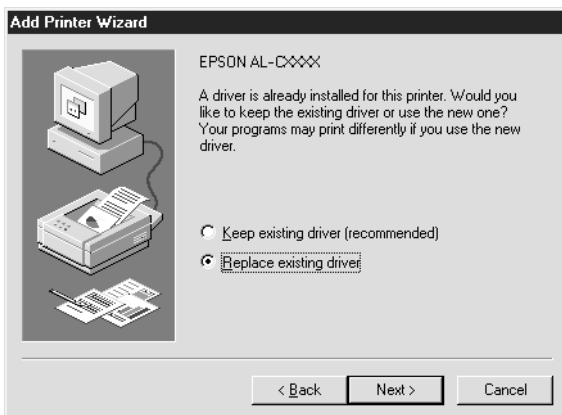 Add Printer Wizard
EPSON AL-CXXXX
A driver is already installed for this printer. Would you
like to keep the existing driver or use the new one?
Your programs may print differently if you use the new
driver.
Keep existing driver (recommended)
Replace existing driver
< Back
Next >
Cancel